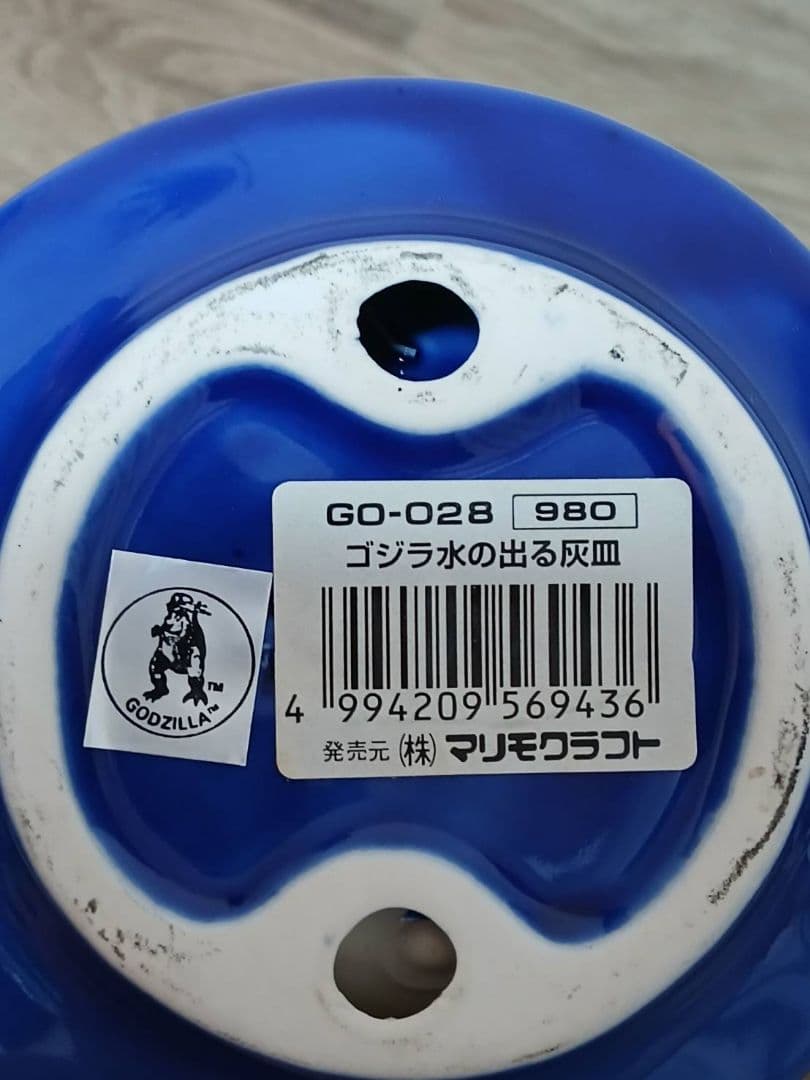 GO-028 980
ゴジラ水の出る灰皿
4 994209 569436
発売元 (株) マリモクラフト
TM
GODZILLA™